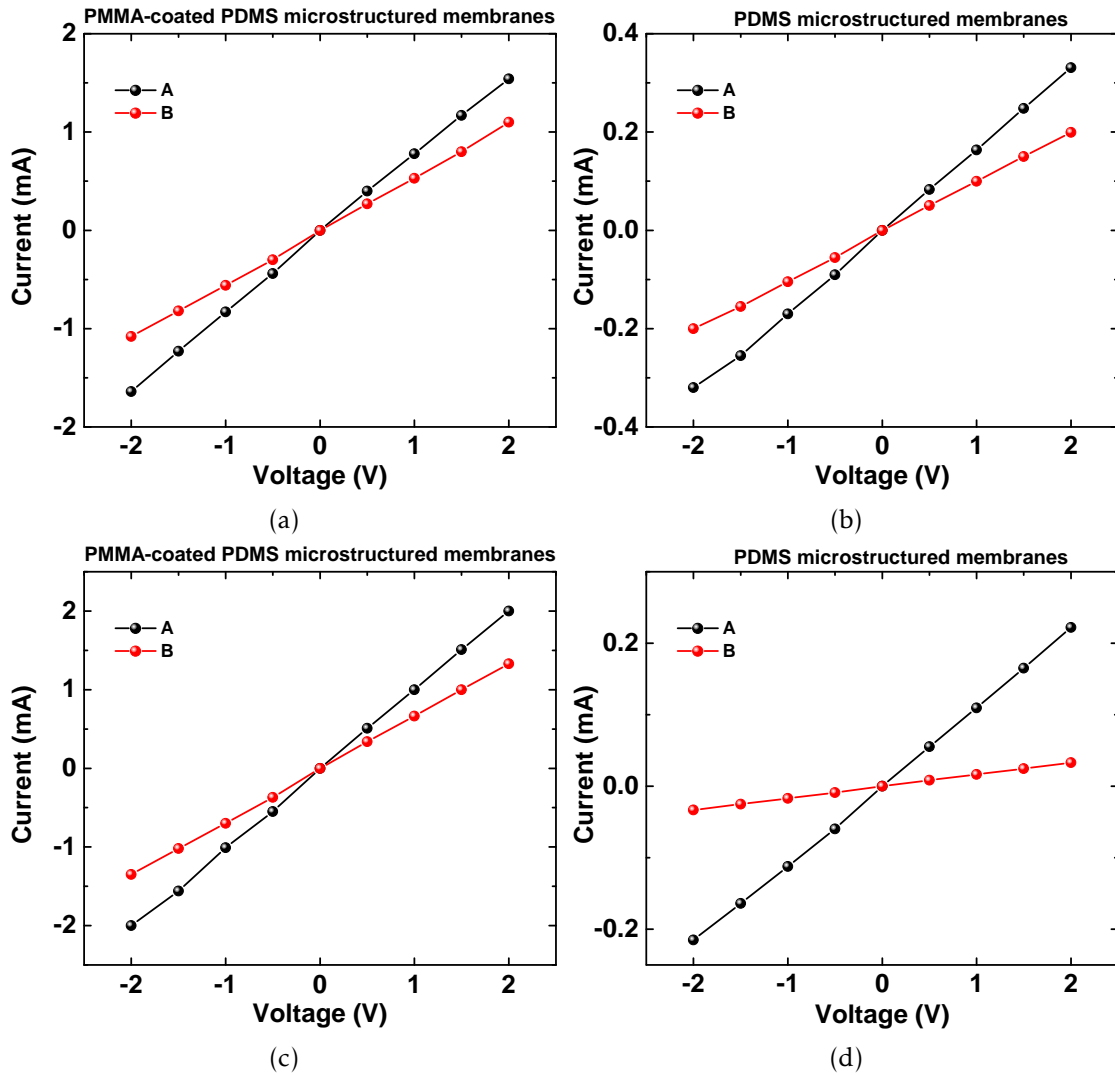 PMMA-coated PDMS microstructured membranes
2
1
0
-1
-2
Current (mA)
A
B
-2
-1
0
1
2
Voltage (V)
(a)
PDMS microstructured membranes
0.4
0.2
0.0
-0.2
-0.4
Current (mA)
A
B
-2
-1
0
1
2
Voltage (V)
(b)
PMMA-coated PDMS microstructured membranes
2
1
0
-1
-2
Current (mA)
A
B
-2
-1
0
1
2
Voltage (V)
(c)
PDMS microstructured membranes
0.2
0.0
-0.2
Current (mA)
A
B
-2
-1
0
1
2
Voltage (V)
(d)